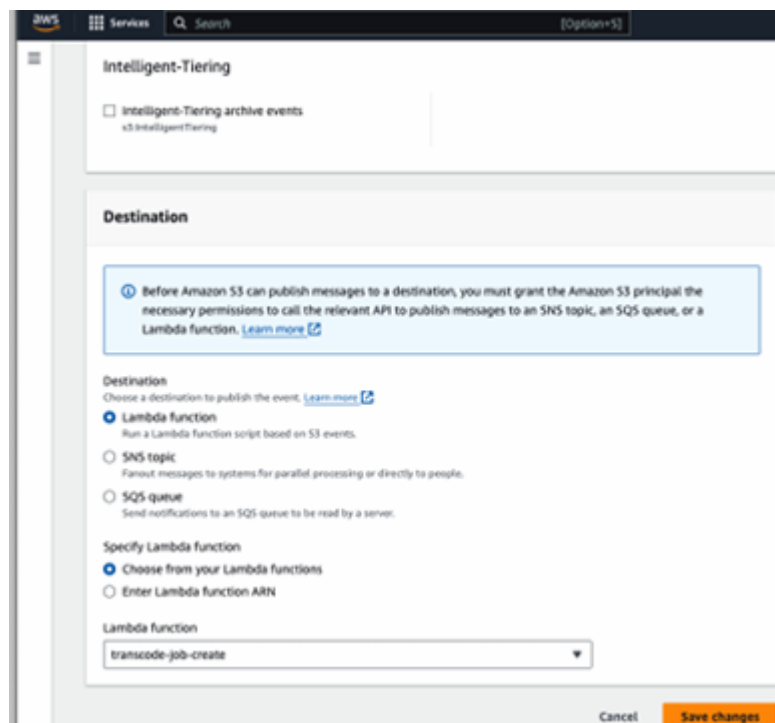 aws Services Search [Option+S]
Intelligent-Tiering
Intelligent-Tiering archive events
s3:IntelligentTiering
Destination
Before Amazon S3 can publish messages to a destination, you must grant the Amazon S3 principal the
necessary permissions to call the relevant API to publish messages to an SNS topic, an SQS queue, or a
Lambda function. Learn more
Destination
Choose a destination to publish the event. Learn more
Lambda function
Run a Lambda function script based on S3 events.
SNS topic
Fanout messages to systems for parallel processing or directly to people.
SQS queue
Send notifications to an SQS queue to be read by a server.
Specify Lambda function
Choose from your Lambda functions
Enter Lambda function ARN
Lambda function
transcode-job-create
Cancel Save changes